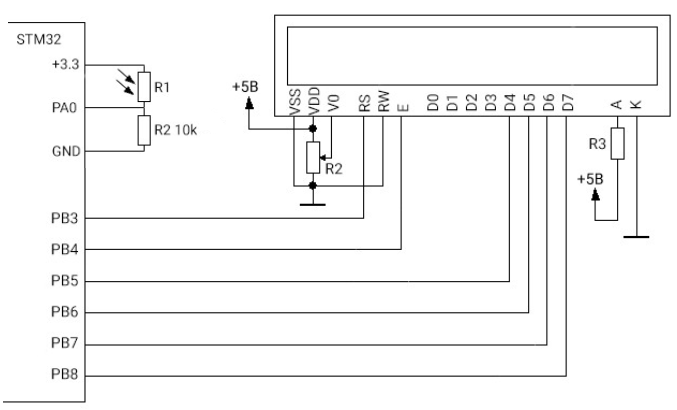 STM32
+3.3
R1
PA0
R2 10k
GND
PB3
PB4
PB5
PB6
PB7
PB8
+5В
VSS
VDD
V0
RS
RW
E
D0
D1
D2
D3
D4
D5
D6
D7
A
K
R2
R3
+5В